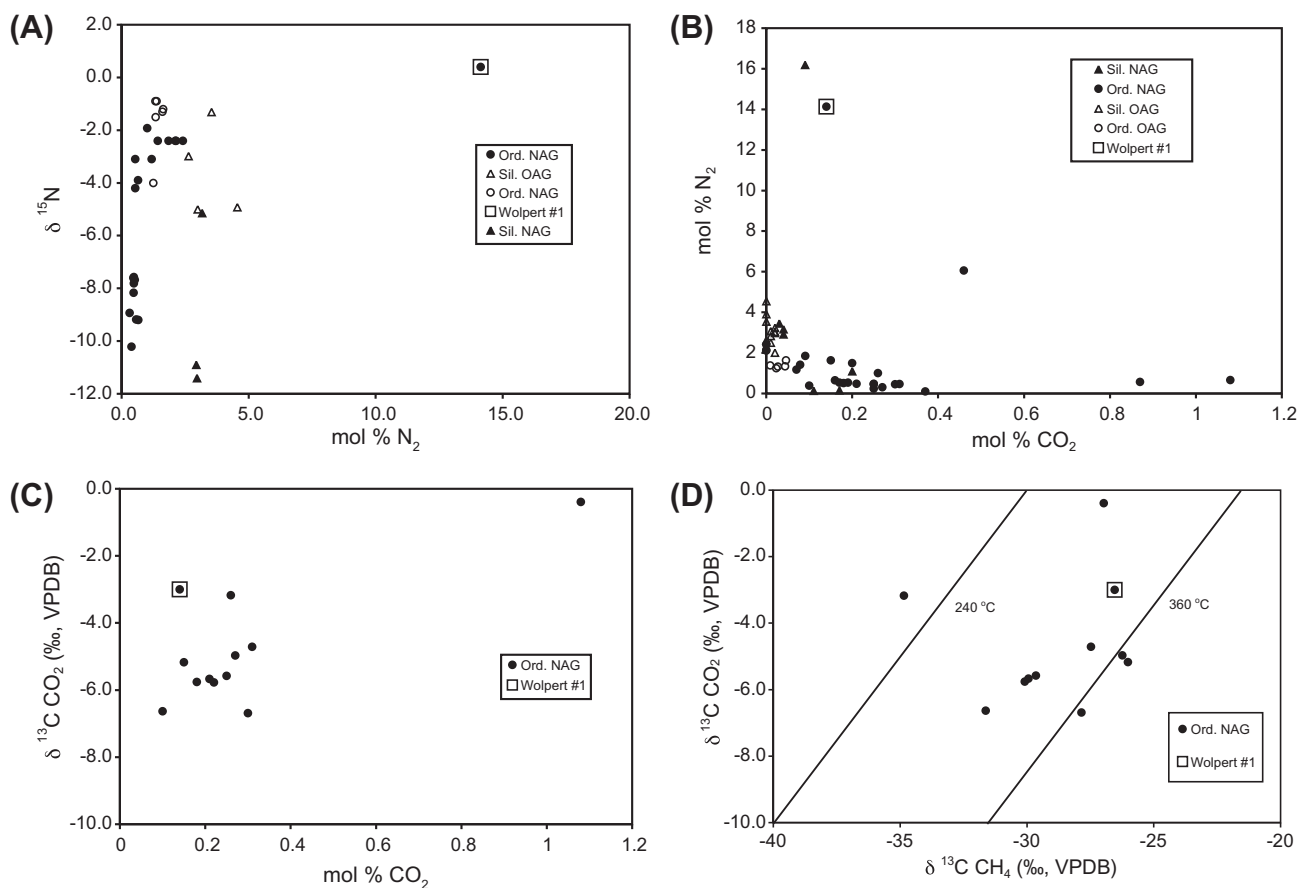 (A)
2.0
0.0
-2.0
-4.0
-6.0
-8.0
-10.0
-12.0
δ 15N
0.0 5.0 10.0 15.0 20.0
mol % N2
Ord. NAG
Sil. OAG
Ord. NAG
Wolpert #1
Sil. NAG
(B)
18
16
14
12
10
8
6
4
2
0
mol % N2
0 0.2 0.4 0.6 0.8 1 1.2
mol % CO2
Sil. NAG
Ord. NAG
Sil. OAG
Ord. OAG
Wolpert #1
(C)
0.0
-2.0
-4.0
-6.0
-8.0
-10.0
δ 13C CO2 (‰, VPDB)
0 0.2 0.4 0.6 0.8 1 1.2
mol % CO2
Ord. NAG
Wolpert #1
(D)
0.0
-2.0
-4.0
-6.0
-8.0
-10.0
δ 13C CO2 (‰, VPDB)
240 °C
360 °C
-40 -35 -30 -25 -20
δ 13C CH4 (‰, VPDB)
Ord. NAG
Wolpert #1